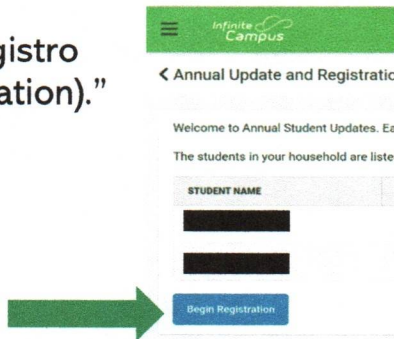 gistro
ation).”
Infinite
Campus
Annual Update and Registratio
Welcome to Annual Student Updates. Ea
The students in your household are liste
STUDENT NAME
Begin Registration